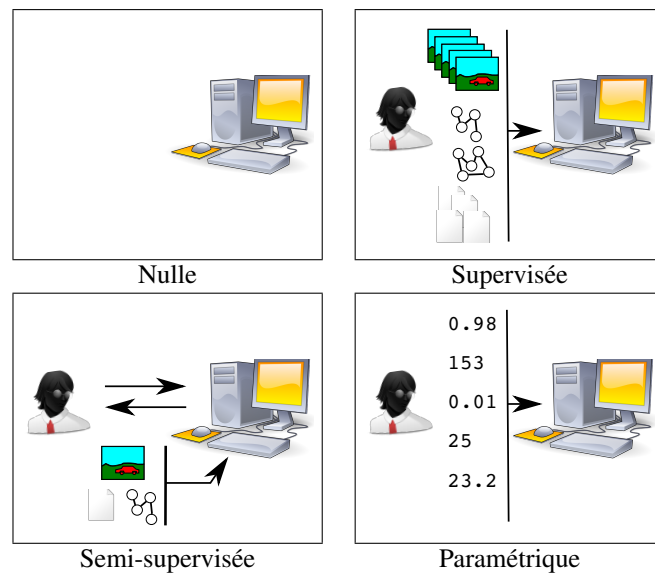 Nulle
Supervisée
0.98
153
0.01
25
23.2
Semi-supervisée
Paramétrique